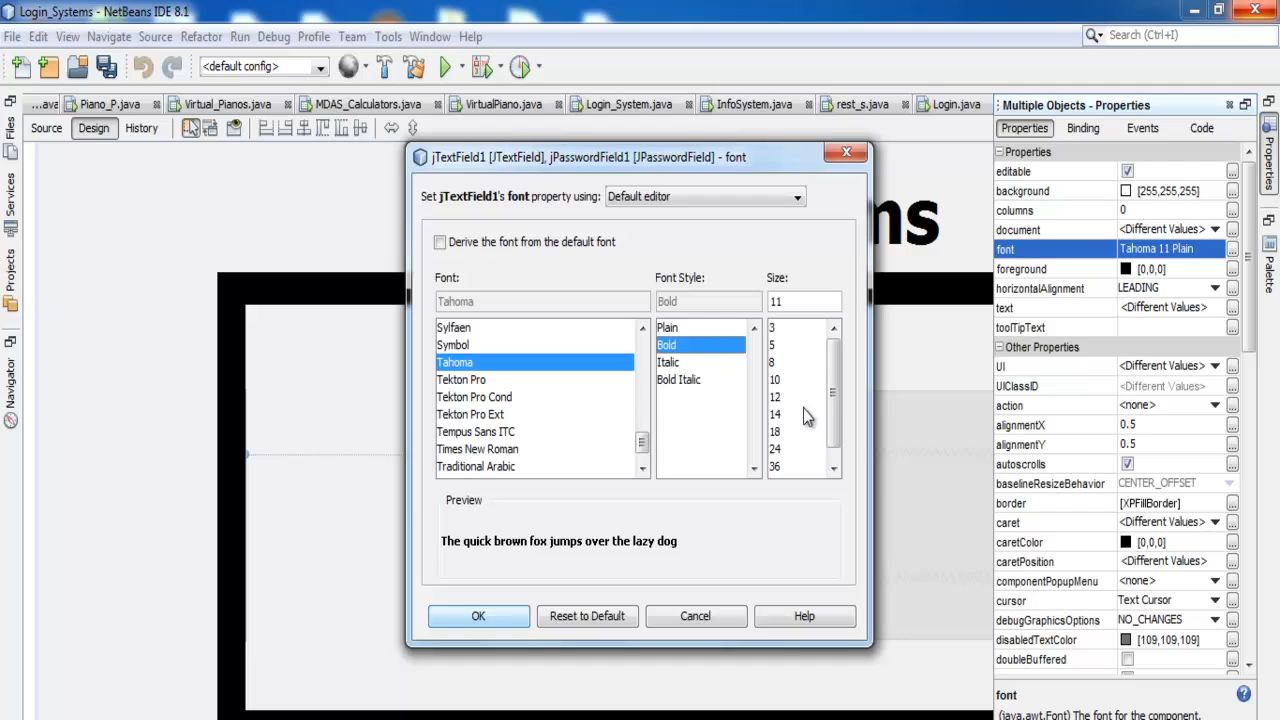 Login_Systems - NetBeans IDE 8.1
File Edit View Navigate Source Refactor Run Debug Profile Team Tools Window Help
Search (Ctrl+I)
<default config>
...ava Piano_P.java Virtual_Pianos.java MDAS_Calculators.java VirtualPiano.java Login_System.java InfoSystem.java rest_s.java Login.java
Source Design History
Files
Services
Projects
Navigator
ms
jTextField1 [JTextField], jPasswordField1 [JPasswordField] - font
Set jTextField1's font property using: Default editor
Derive the font from the default font
Font: Font Style: Size:
Tahoma Bold 11
Sylfaen Plain 3
Symbol Bold 5
Tahoma Italic 8
Tekton Pro Bold Italic 10
Tekton Pro Cond 12
Tekton Pro Ext 14
Tempus Sans ITC 18
Times New Roman 24
Traditional Arabic 36
Preview
The quick brown fox jumps over the lazy dog
OK Reset to Default Cancel Help
Multiple Objects - Properties
Properties Binding Events Code
Properties
editable
background [255,255,255]
columns 0
document <Different Values>
font Tahoma 11 Plain
foreground [0,0,0]
horizontalAlignment LEADING
text <Different Values>
toolTipText
Other Properties
UI <Different Values>
UIClassID <Different Values>
action <none>
alignmentX 0.5
alignmentY 0.5
autoscrolls
baselineResizeBehavior CENTER_OFFSET
border [XPFillBorder]
caret <Different Values>
caretColor [0,0,0]
caretPosition <Different Values>
componentPopupMenu <none>
cursor Text Cursor
debugGraphicsOptions NO_CHANGES
disabledTextColor [109,109,109]
doubleBuffered
font
(java.awt.Font) The font for the component.
Properties
Palette